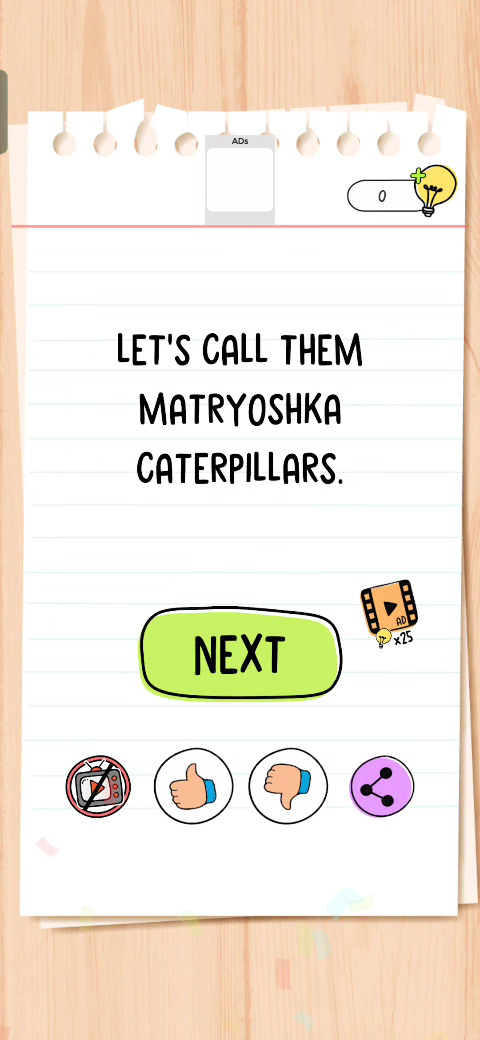 ADs
0
LET'S CALL THEM
MATRYOSHKA
CATERPILLARS.
AD
x25
NEXT